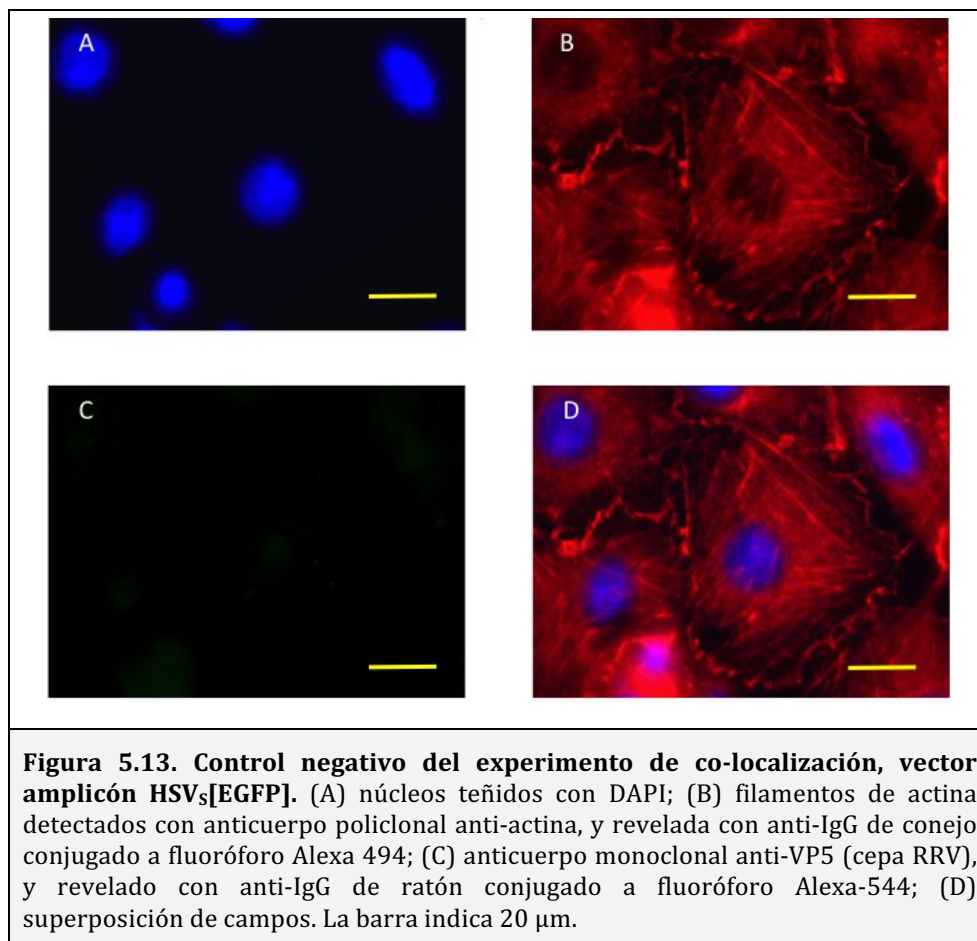 A
B
C
D
Figura 5.13. Control negativo del experimento de co-localización, vector
amplicón HSVS[EGFP]. (A) núcleos teñidos con DAPI; (B) filamentos de actina
detectados con anticuerpo policlonal anti-actina, y revelada con anti-IgG de conejo
conjugado a fluoróforo Alexa 494; (C) anticuerpo monoclonal anti-VP5 (cepa RRV),
y revelado con anti-IgG de ratón conjugado a fluoróforo Alexa-544; (D)
superposición de campos. La barra indica 20 µm.